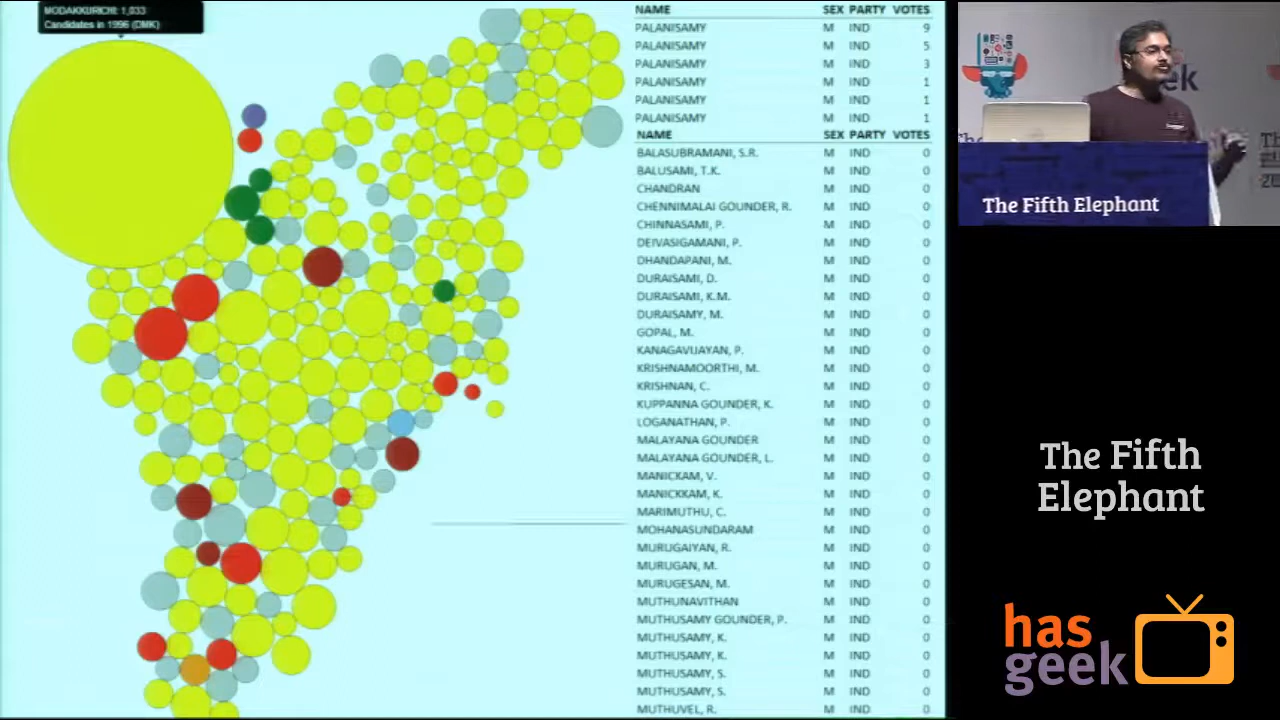 MODAKKURICHI: 1,033
Candidates in 1996 (DMK)
NAME SEX PARTY VOTES
PALANISAMY M IND 9
PALANISAMY M IND 5
PALANISAMY M IND 3
PALANISAMY M IND 1
PALANISAMY M IND 1
PALANISAMY M IND 1
NAME SEX PARTY VOTES
BALASUBRAMANI, S.R. M IND 0
BALUSAMI, T.K. M IND 0
CHANDRAN M IND 0
CHENNIMALAI GOUNDER, R. M IND 0
CHINNASAMI, P. M IND 0
DEIVASIGAMANI, P. M IND 0
DHANDAPANI, M. M IND 0
DURAISAMI, D. M IND 0
DURAISAMI, K.M. M IND 0
DURAISAMY, M. M IND 0
GOPAL, M. M IND 0
KANAGAVIJAYAN, P. M IND 0
KRISHNAMOORTHI, M. M IND 0
KRISHNAN, C. M IND 0
KUPPANNA GOUNDER, K. M IND 0
LOGANATHAN, P. M IND 0
MALAYANA GOUNDER M IND 0
MALAYANA GOUNDER, L. M IND 0
MANICKAM, V. M IND 0
MANICKKAM, K. M IND 0
MARIMUTHU, C. M IND 0
MOHANASUNDARAM M IND 0
MURUGAIYAN, R. M IND 0
MURUGAN, M. M IND 0
MURUGESAN, M. M IND 0
MUTHUNAVITHAN M IND 0
MUTHUSAMY GOUNDER, P. M IND 0
MUTHUSAMY, K. M IND 0
MUTHUSAMY, K. M IND 0
MUTHUSAMY, S. M IND 0
MUTHUSAMY, S. M IND 0
MUTHUVEL, R. M IND 0
The Fifth Elephant
The Fifth
Elephant
has
geek